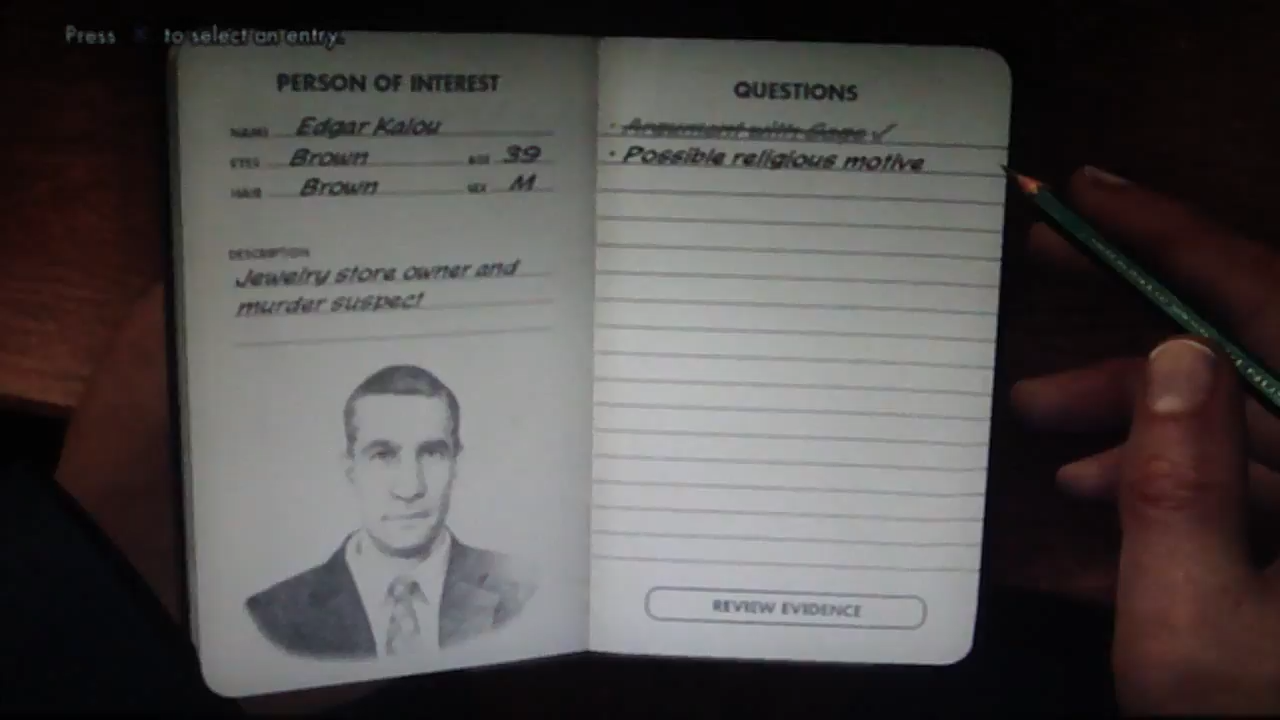 Press to select an entry.
PERSON OF INTEREST
NAME Edgar Kalou
EYES Brown AGE 39
HAIR Brown SEX M
DESCRIPTION
Jewelry store owner and
murder suspect
QUESTIONS
· Argument with Gage ✓
· Possible religious motive
REVIEW EVIDENCE